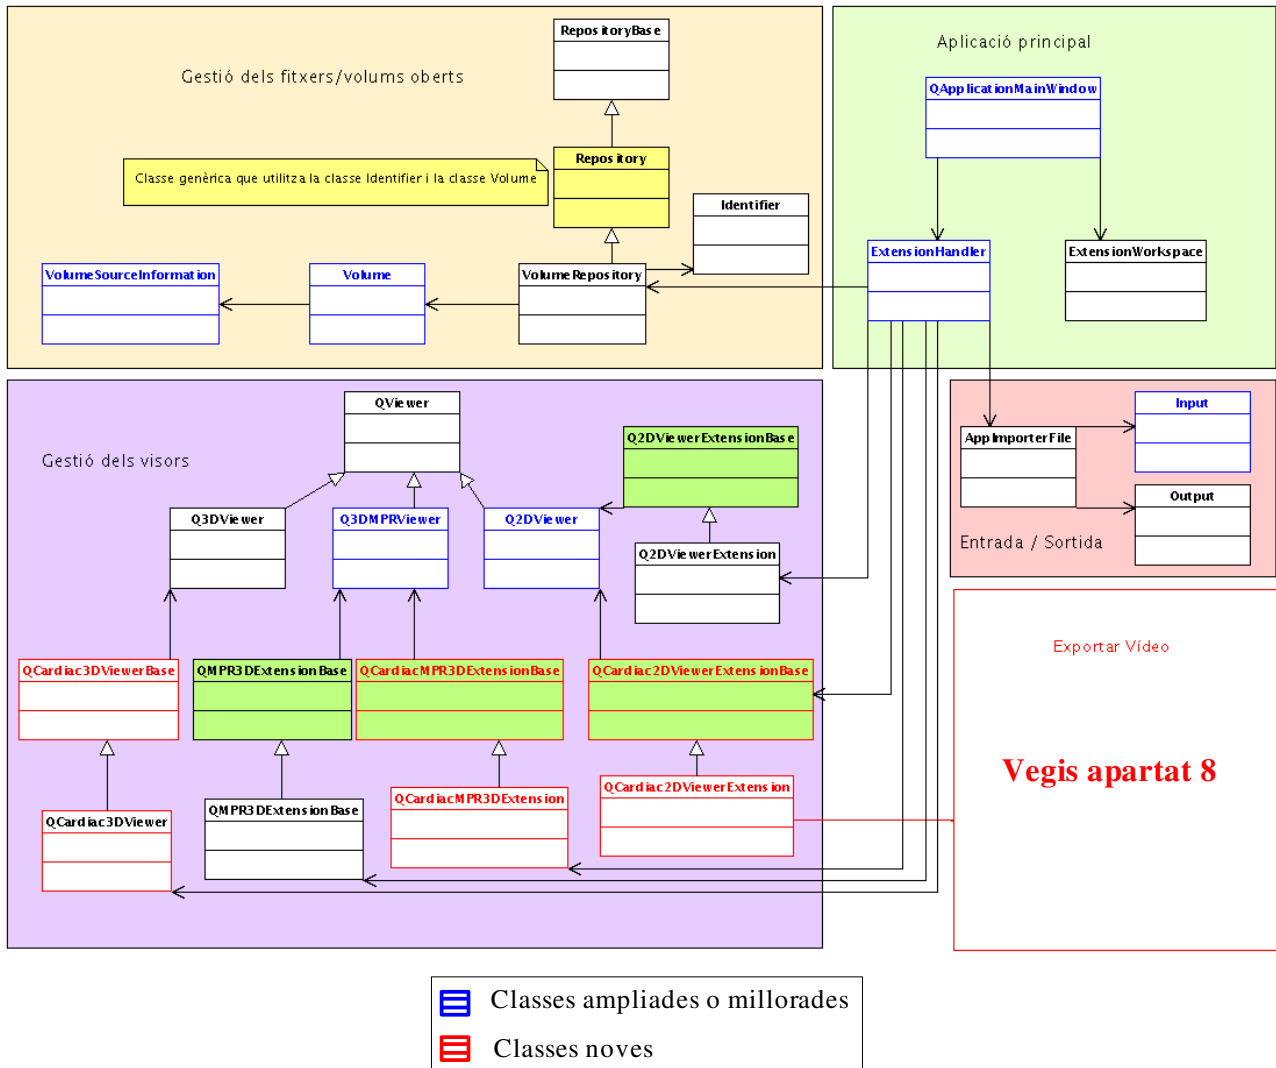 RepositoryBase
Gestió dels fitxers/volums oberts
Repository
Classe genèrica que utilitza la classe Identifier i la classe Volume
Identifier
VolumeSourceInformation
Volume
VolumeRepository
Aplicació principal
QApplicationMainWindow
ExtensionHandler
ExtensionWorkspace
QViewer
Gestió dels visors
Q2DViewerExtensionBase
Q3DViewer
Q3DMPRViewer
Q2DViewer
Q2DViewerExtension
QCardiac3DViewerBase
QMPR3DExtensionBase
QCardiacMPR3DExtensionBase
QCardiac2DViewerExtensionBase
QCardiac3DViewer
QMPR3DExtensionBase
QCardiacMPR3DExtension
QCardiac2DViewerExtension
Input
AppImporterFile
Output
Entrada / Sortida
Exportar Vídeo
Vegis apartat 8
Classes ampliades o millorades
Classes noves